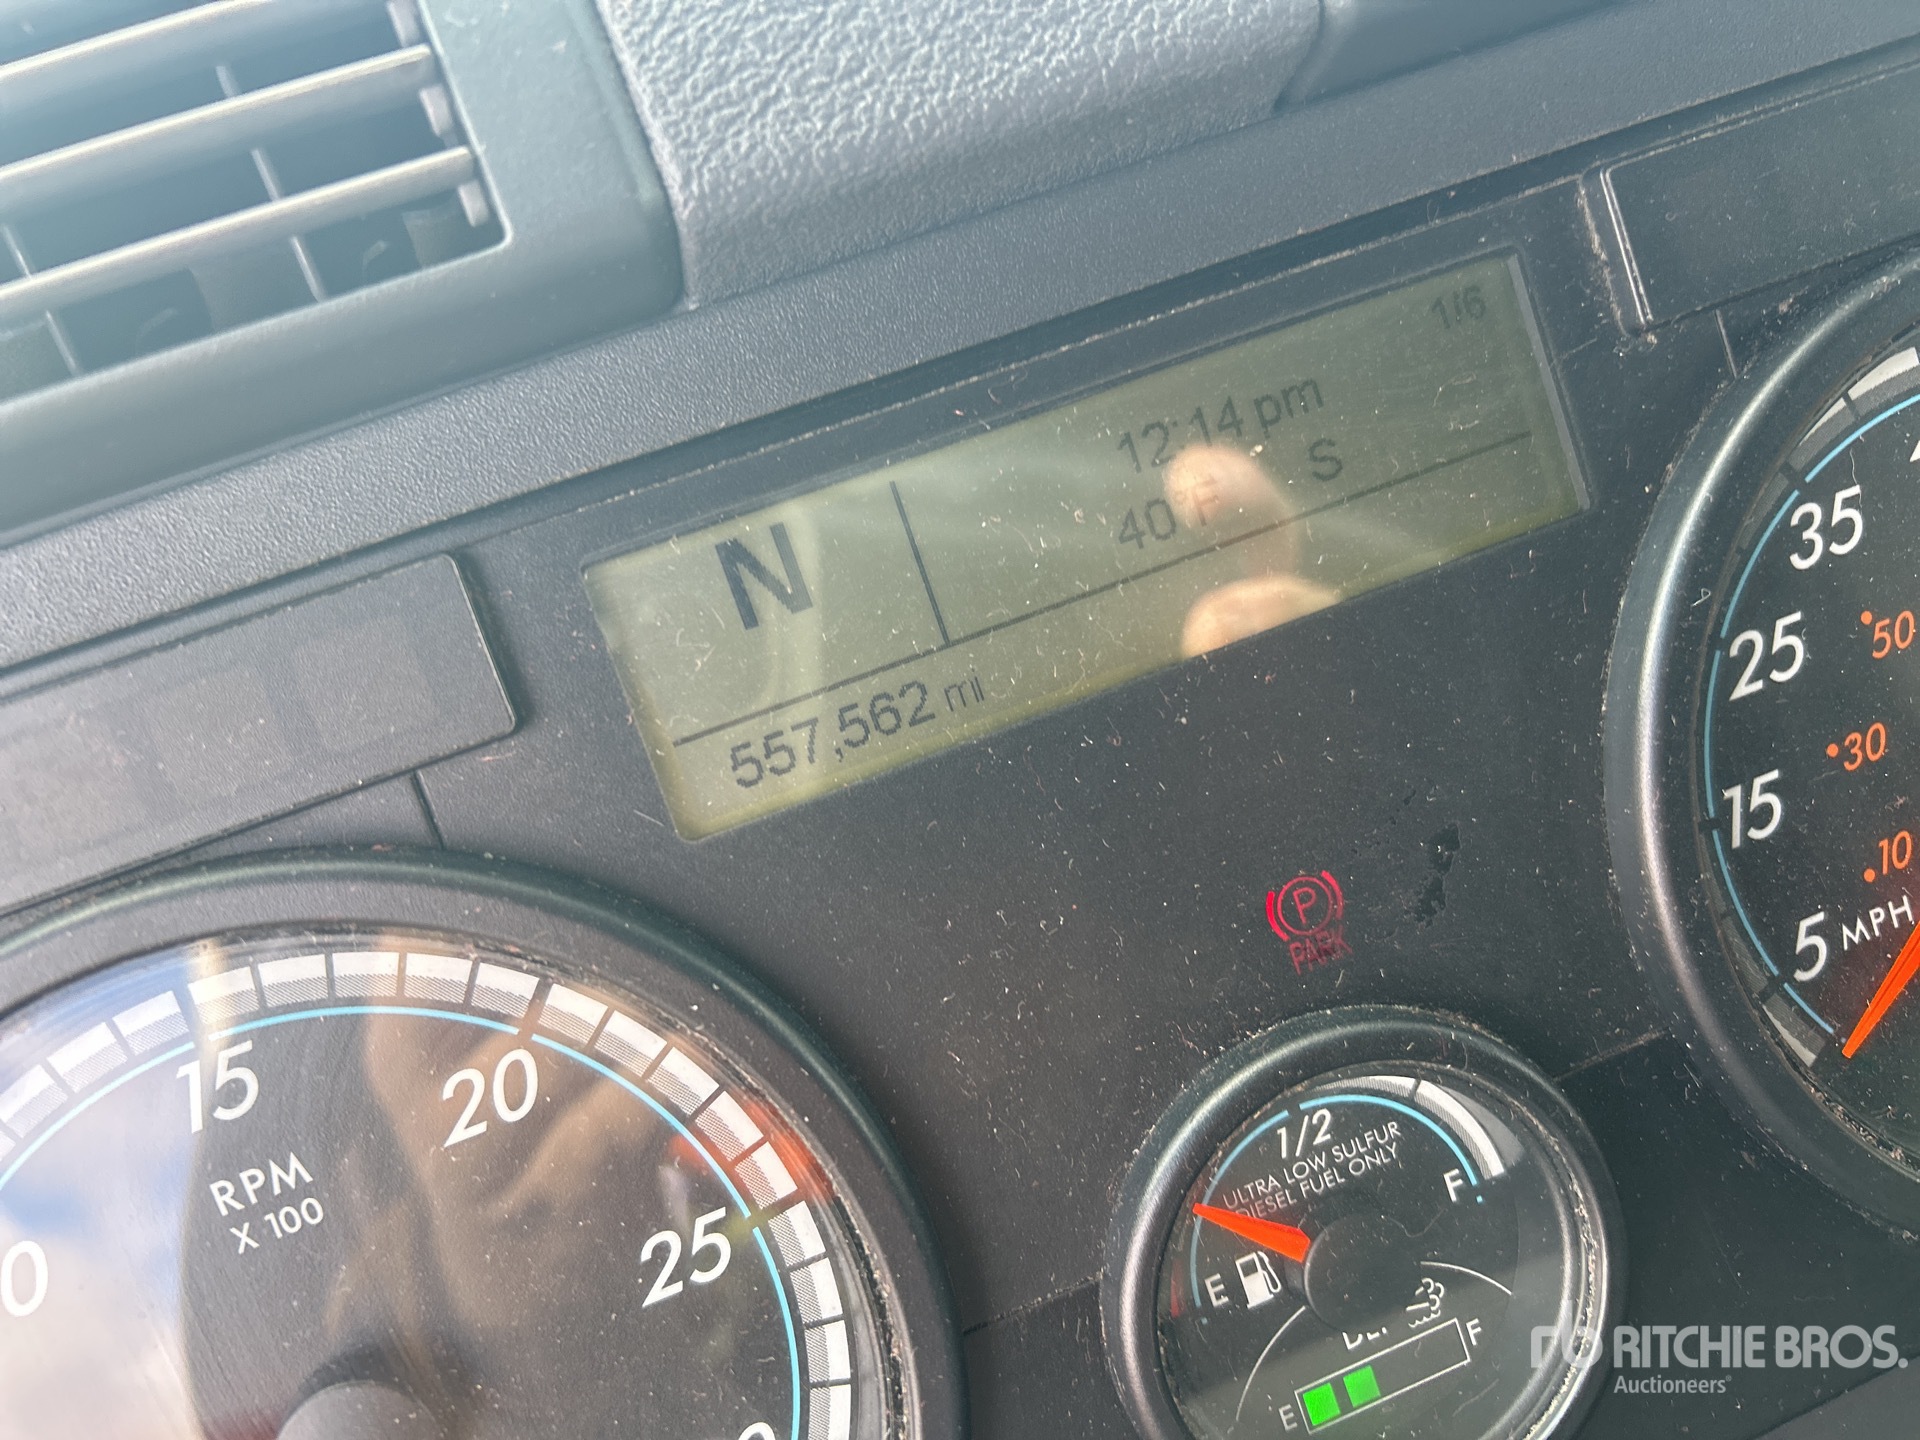 1/6
12:14 pm
N
40 °F S
557,562 mi
35
25
50
30
15
10
5 MPH
P
PARK
15
20
RPM
X 100
25
0
1/2
ULTRA LOW SULFUR
DIESEL FUEL ONLY
F
E
F
E
RITCHIE BROS.
Auctioneers